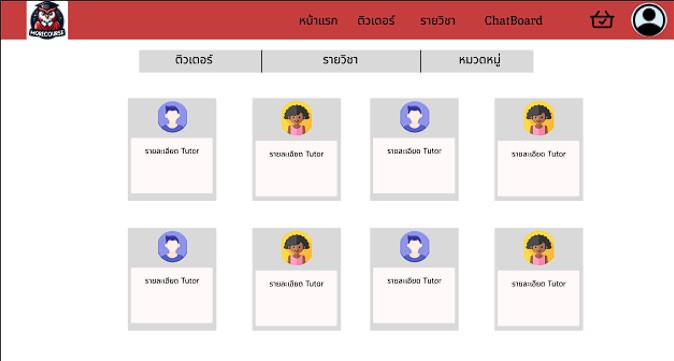 MORECOURSE
หน้าแรก ติวเตอร์ รายวิชา ChatBoard
ติวเตอร์ รายวิชา หมวดหมู่
รายละเอียด Tutor รายละเอียด Tutor รายละเอียด Tutor รายละเอียด Tutor
รายละเอียด Tutor รายละเอียด Tutor รายละเอียด Tutor รายละเอียด Tutor